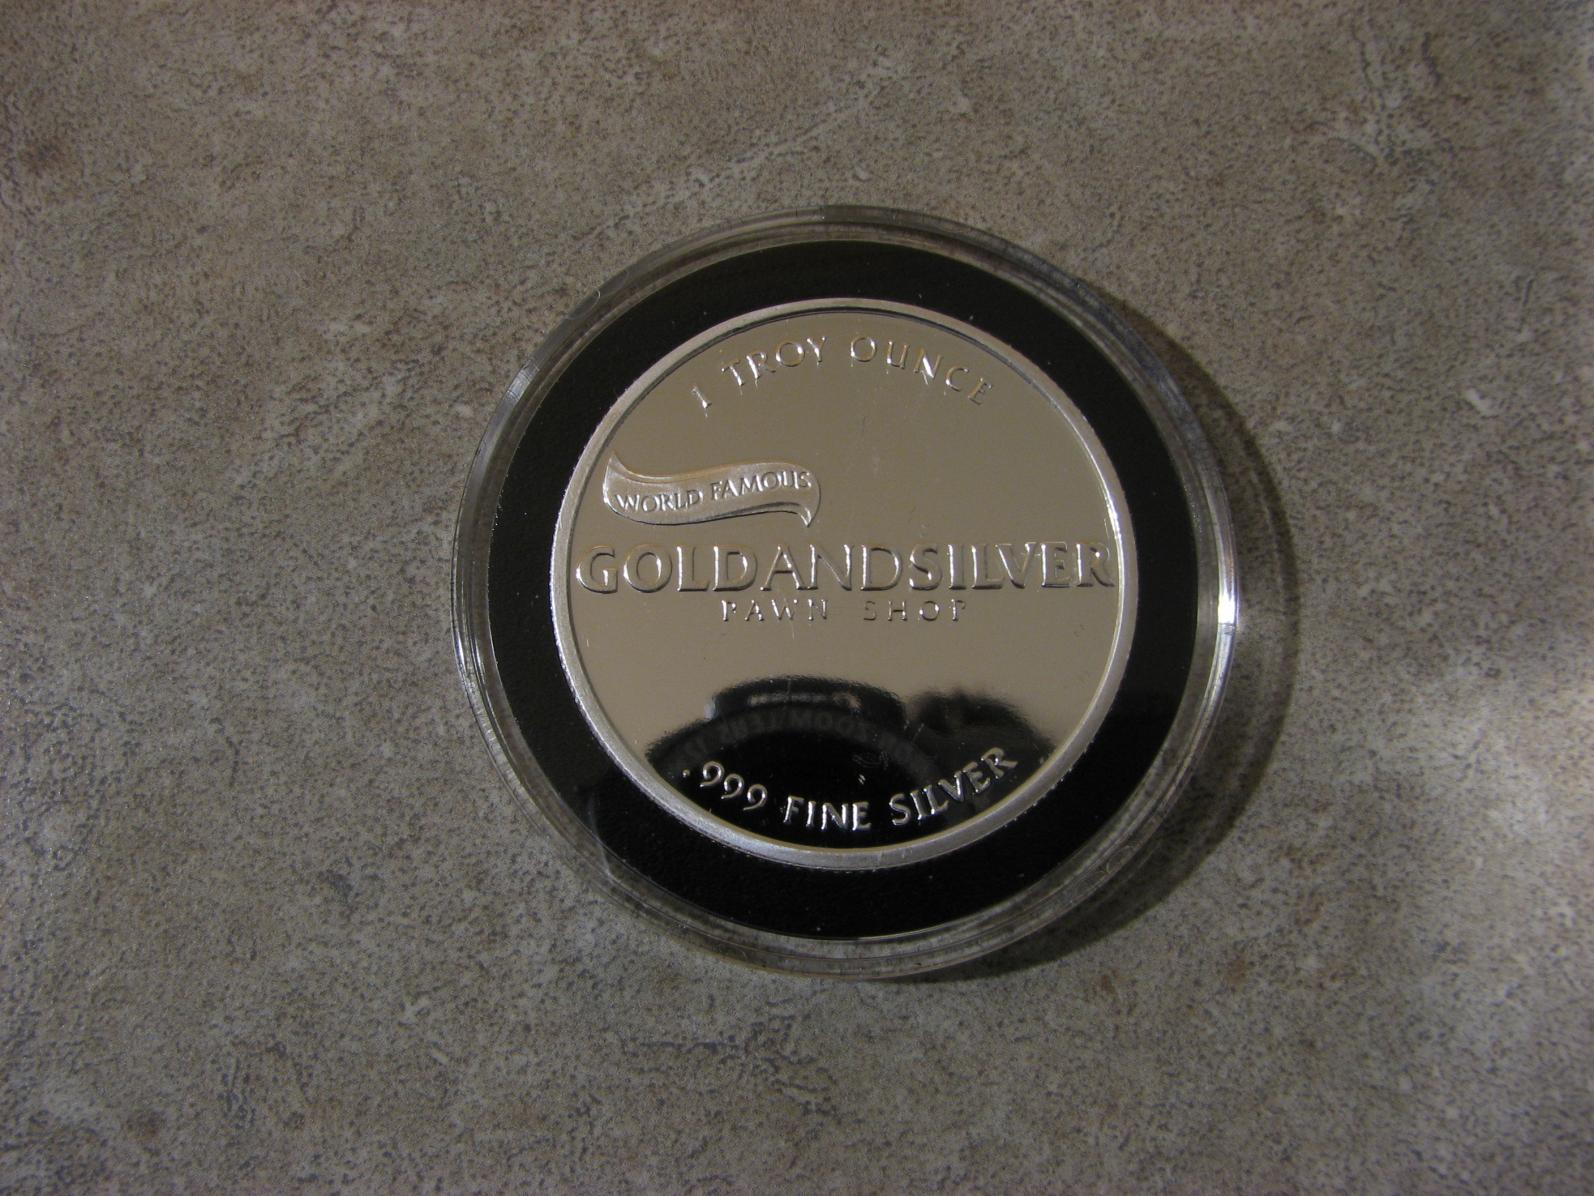 1 TROY OUNCE
WORLD FAMOUS
GOLDANDSILVER
PAWN SHOP
.999 FINE SILVER